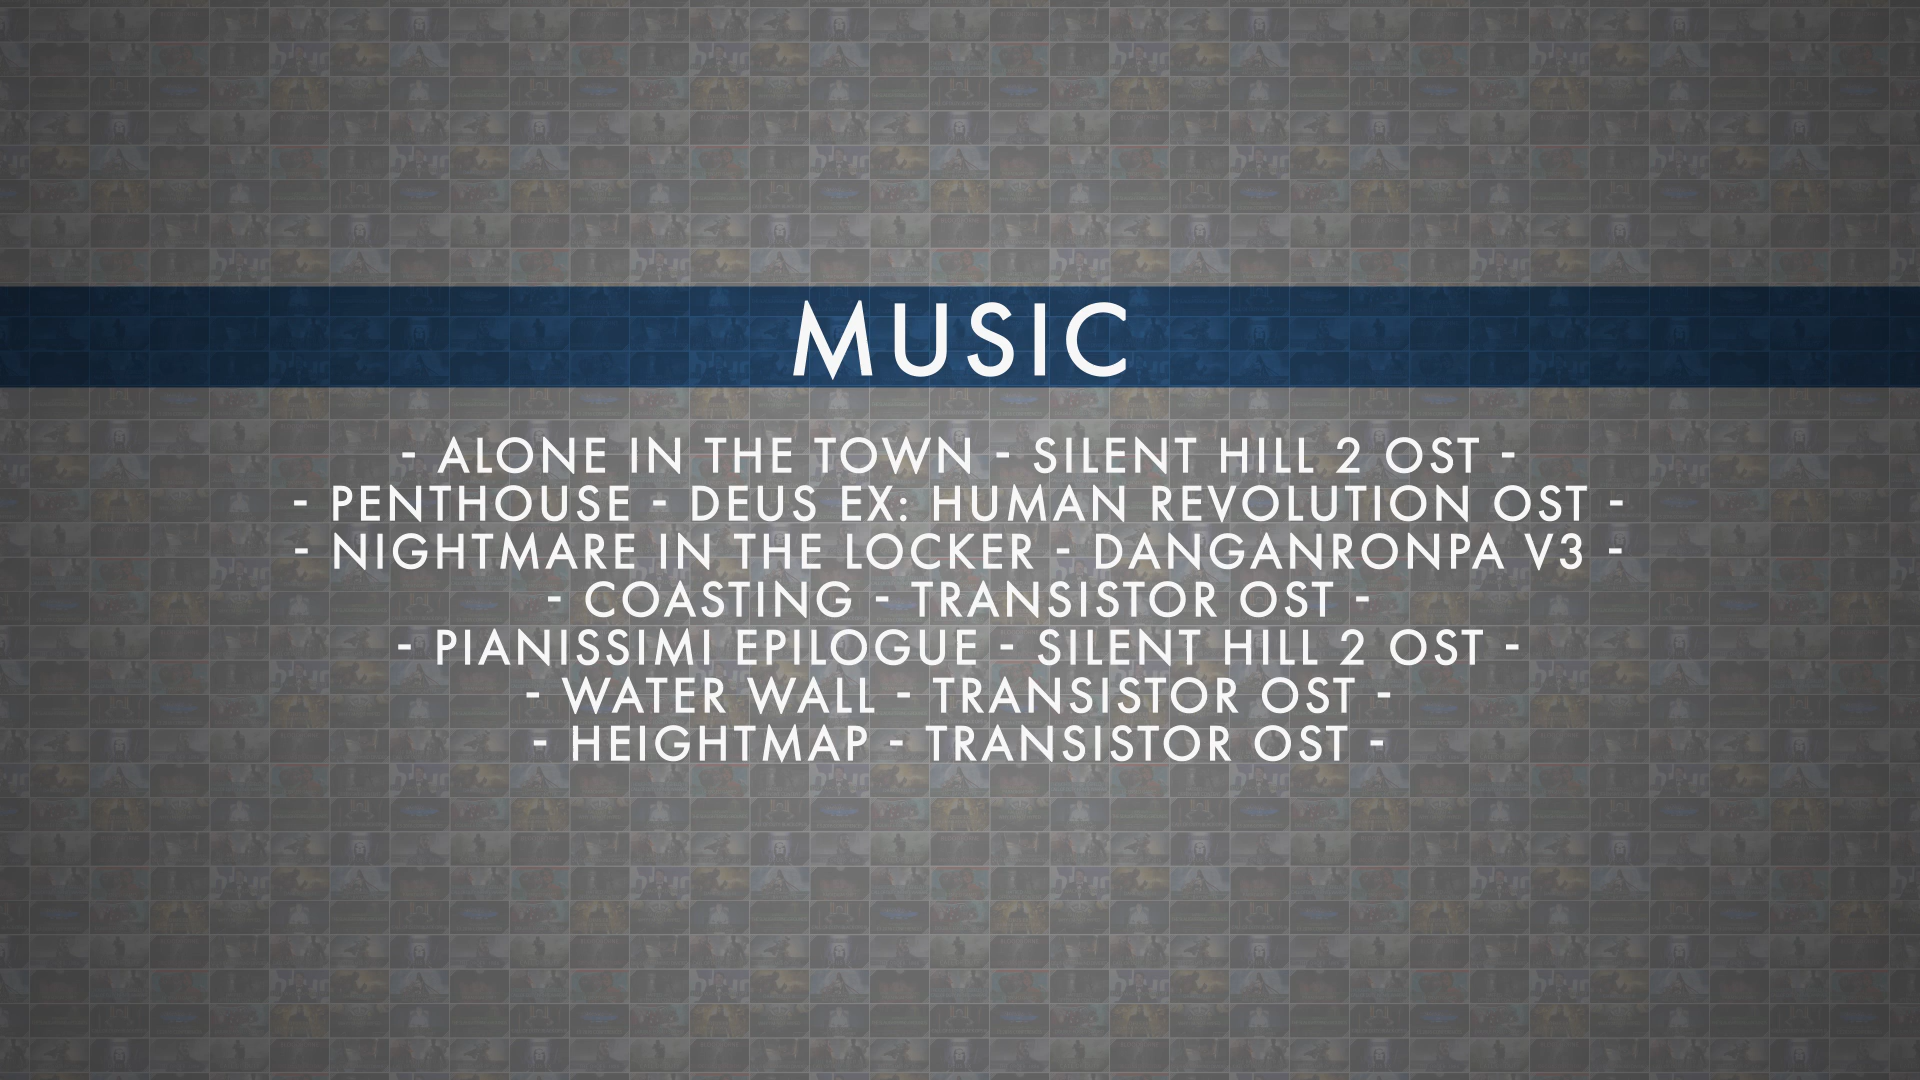 MUSIC
- ALONE IN THE TOWN - SILENT HILL 2 OST -
- PENTHOUSE - DEUS EX: HUMAN REVOLUTION OST -
- NIGHTMARE IN THE LOCKER - DANGANRONPA V3 -
- COASTING - TRANSISTOR OST -
- PIANISSIMI EPILOGUE - SILENT HILL 2 OST -
- WATER WALL - TRANSISTOR OST -
- HEIGHTMAP - TRANSISTOR OST -